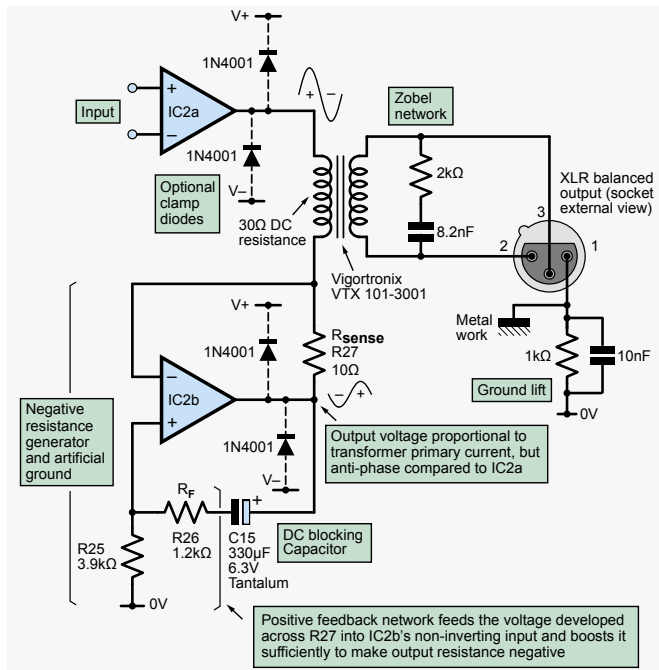 V+
1N4001
+
IC2a
–
Input
+ –
1N4001
V–
Optional
clamp
diodes
30Ω DC
resistance
Zobel
network
2kΩ
8.2nF
Vigortronix
VTX 101-3001
XLR balanced
output (socket
external view)
3
2
1
Metal
work
1kΩ
10nF
Ground lift
0V
V+
1N4001
Rsense
R27
10Ω
–
IC2b
+
– +
1N4001
V–
Negative
resistance
generator
and artificial
ground
Output voltage proportional to
transformer primary current, but
anti-phase compared to IC2a
RF
R26
1.2kΩ
+
C15
330µF
6.3V
Tantalum
DC blocking
Capacitor
R25
3.9kΩ
0V
Positive feedback network feeds the voltage developed
across R27 into IC2b's non-inverting input and boosts it
sufficiently to make output resistance negative